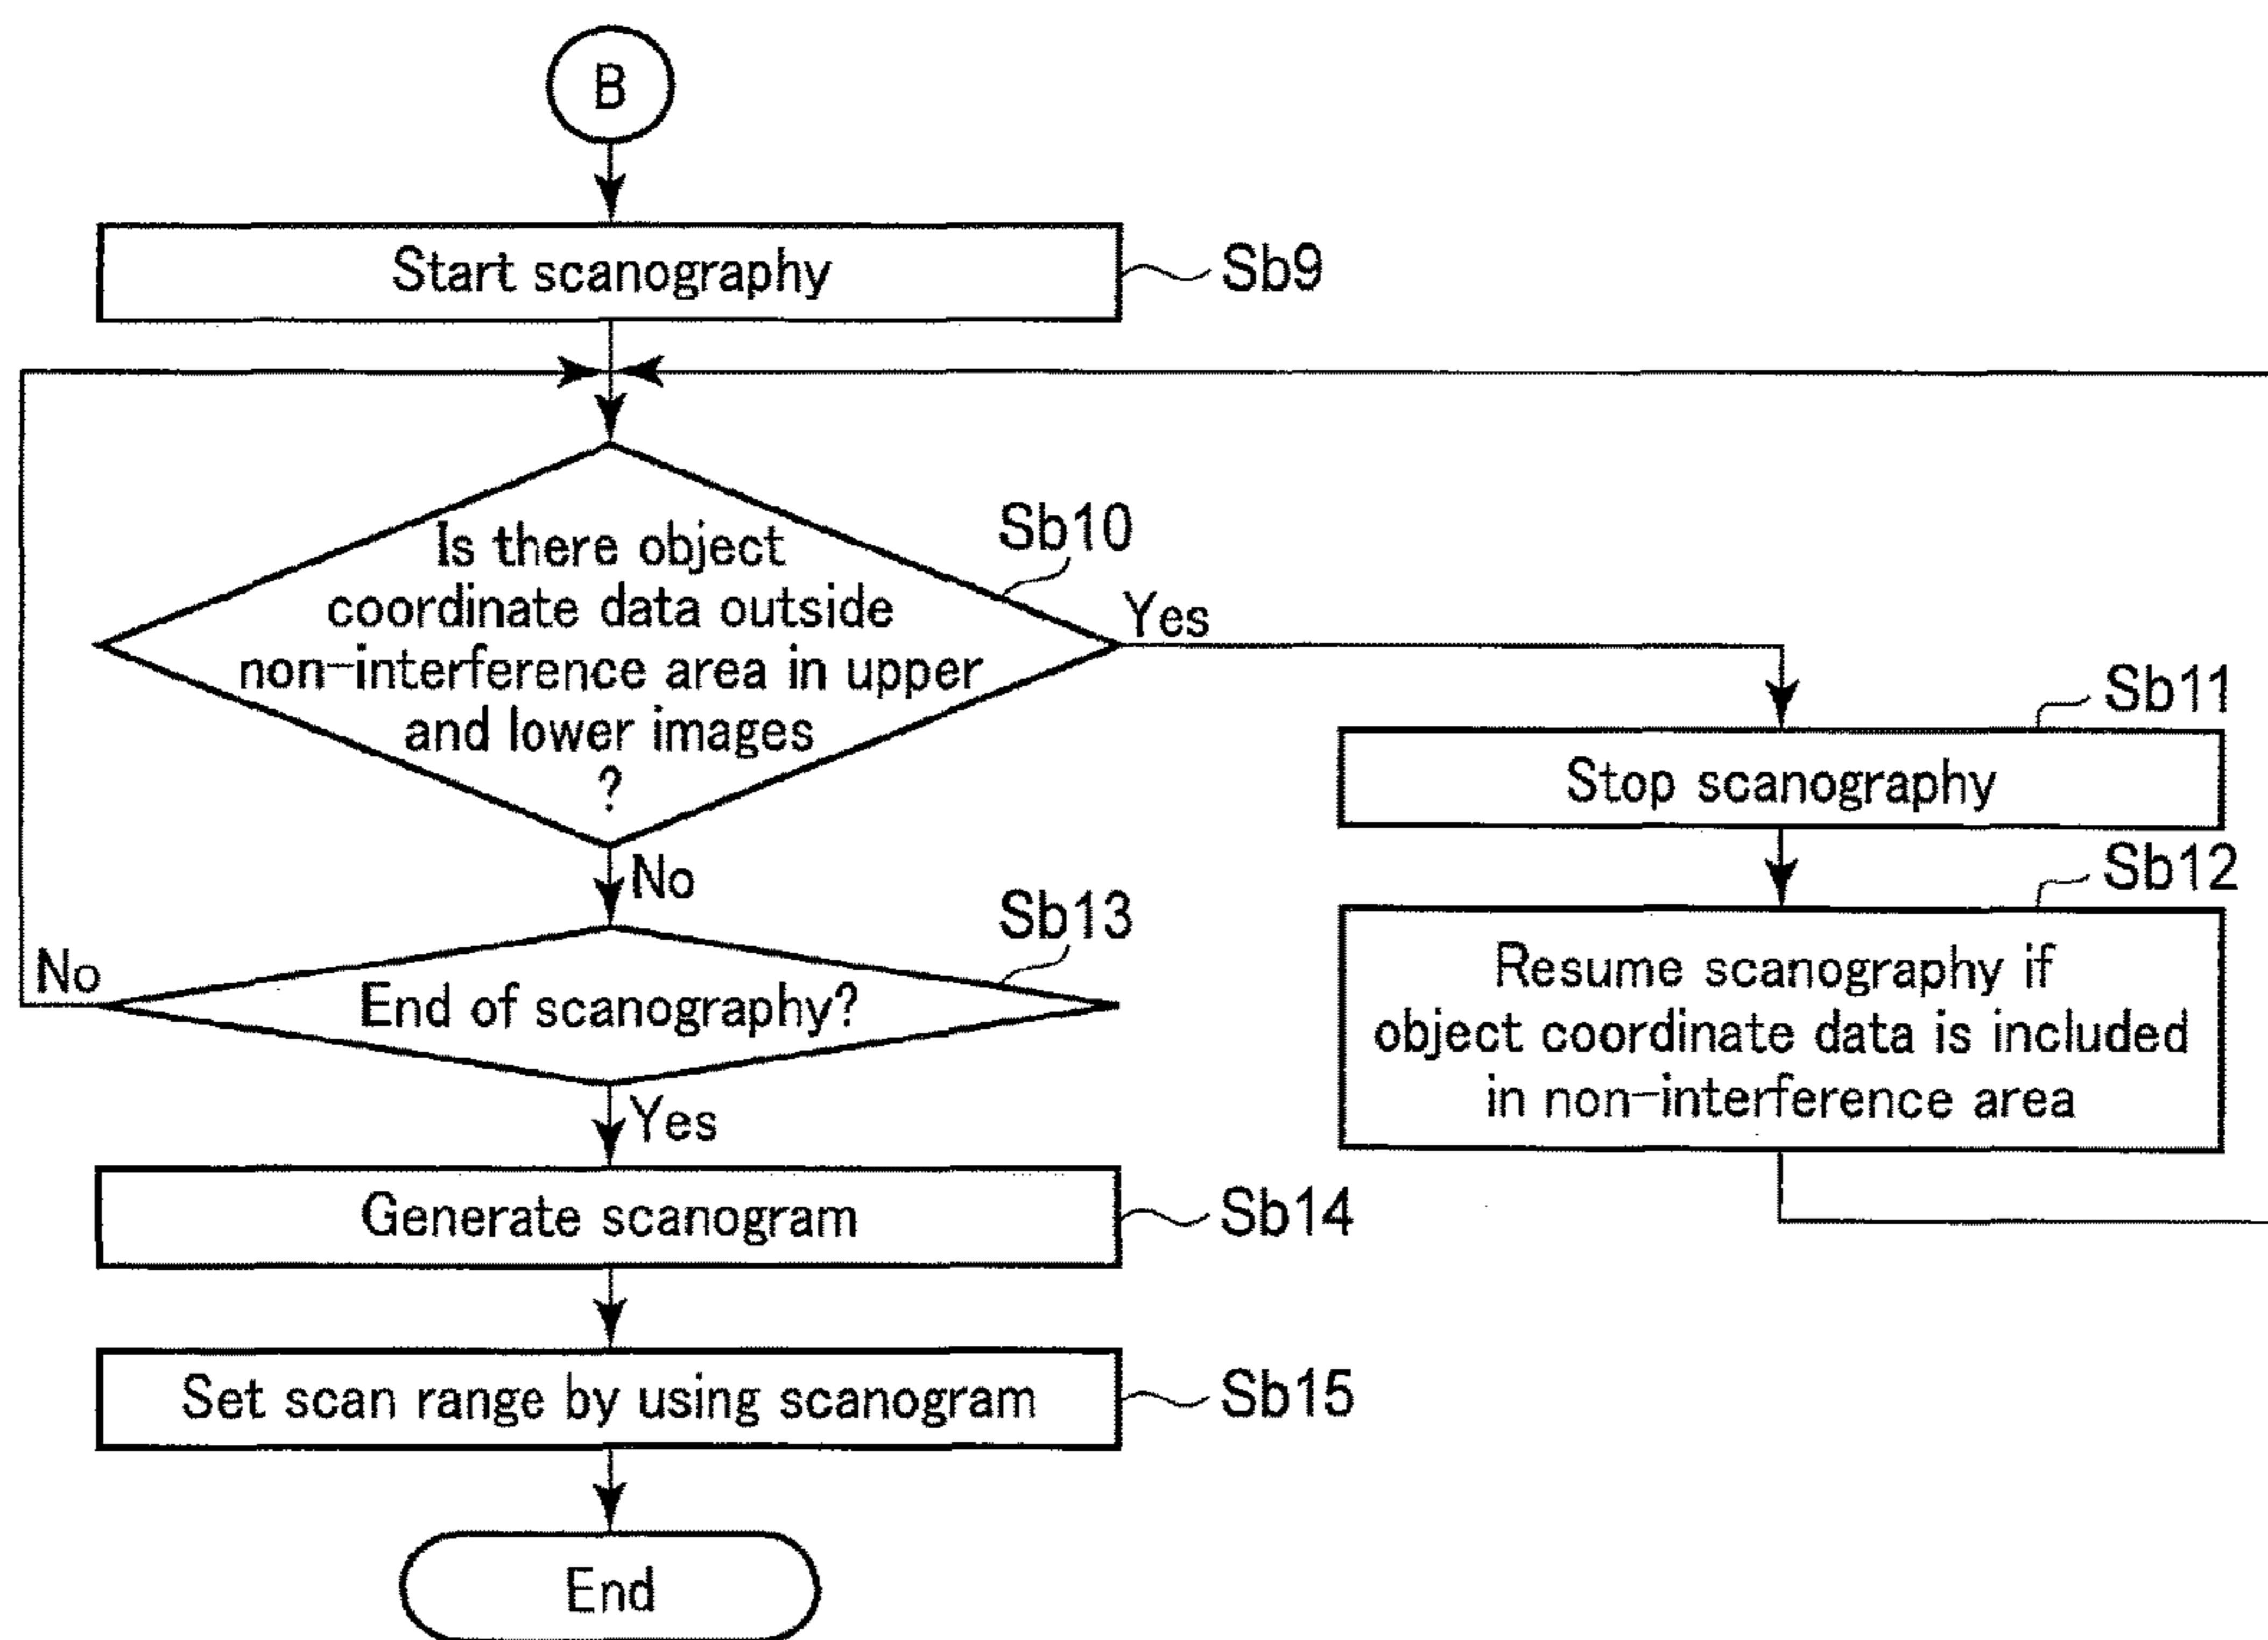 B
Start scanography
Sb9
Is there object
coordinate data outside
non-interference area in upper
and lower images
?
Sb10
Yes
No
Sb11
Stop scanography
Sb12
Resume scanography if
object coordinate data is included
in non-interference area
Sb13
End of scanography?
No
Yes
Generate scanogram
Sb14
Set scan range by using scanogram
Sb15
End